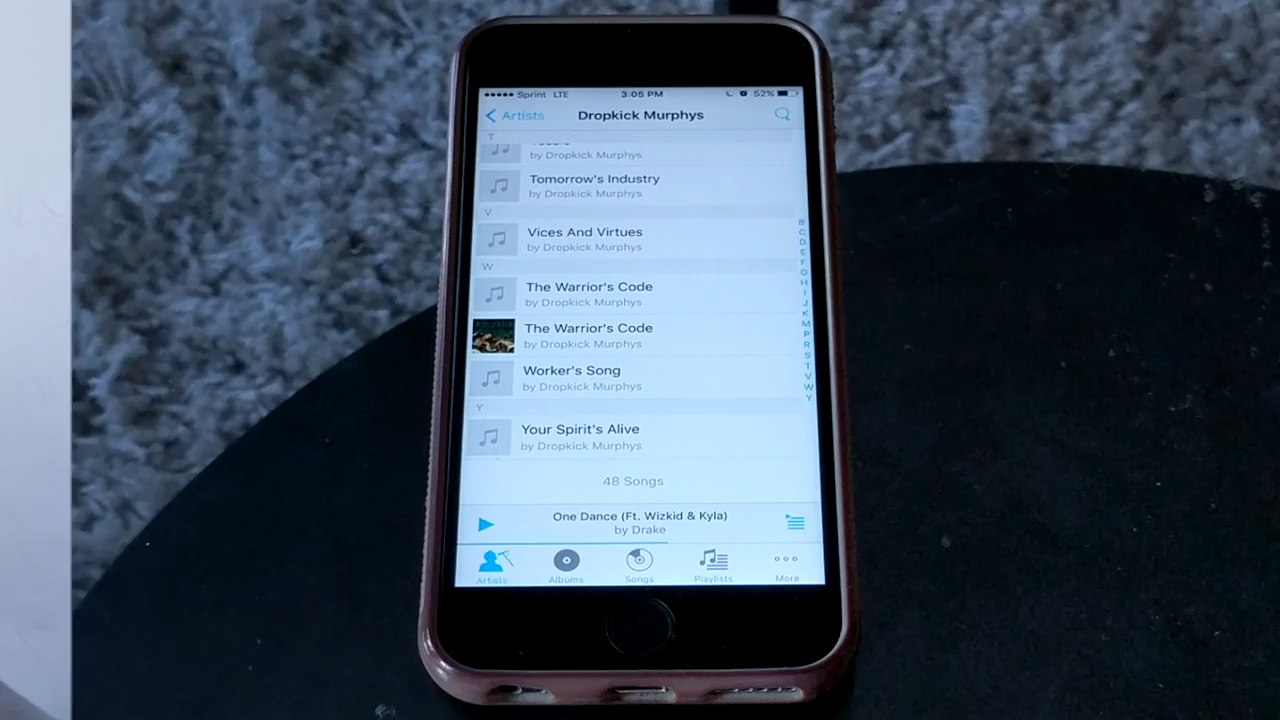 Sprint LTE 3:05 PM 52%
Artists Dropkick Murphys
T
by Dropkick Murphys
Tomorrow's Industry
by Dropkick Murphys
V
Vices And Virtues
by Dropkick Murphys
W
The Warrior's Code
by Dropkick Murphys
The Warrior's Code
by Dropkick Murphys
Worker's Song
by Dropkick Murphys
Y
Your Spirit's Alive
by Dropkick Murphys
48 Songs
B
C
D
E
F
G
H
I
J
K
M
P
R
S
T
V
W
Y
One Dance (Ft. Wizkid & Kyla)
by Drake
Artists Albums Songs Playlists More